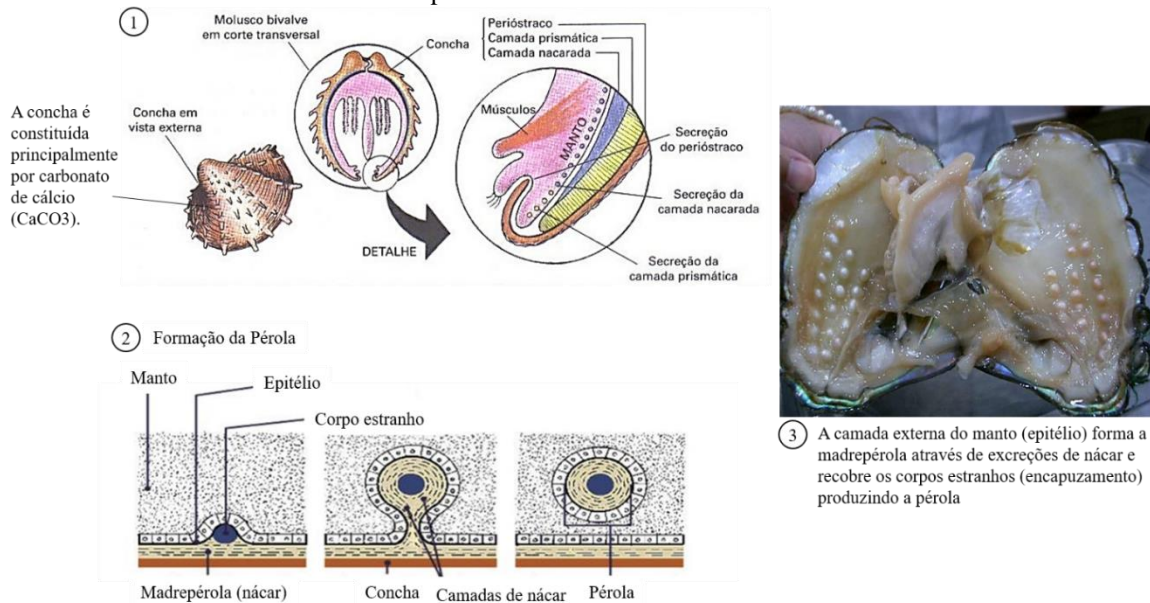 1
Molusco bivalve
em corte transversal
Concha
Perióstraco
Camada prismática
Camada nacarada
A concha é
constituída
principalmente
por carbonato
de cálcio
(CaCO3).
Concha em
vista externa
Músculos
MANTO
Secreção
do perióstraco
Secreção da
camada nacarada
Secreção da
camada prismática
DETALHE
2 Formação da Pérola
Manto
Epitélio
Corpo estranho
Madrepérola (nácar)
Concha
Camadas de nácar
Pérola
3 A camada externa do manto (epitélio) forma a
madrepérola através de excreções de nácar e
recobre os corpos estranhos (encapuzamento)
produzindo a pérola